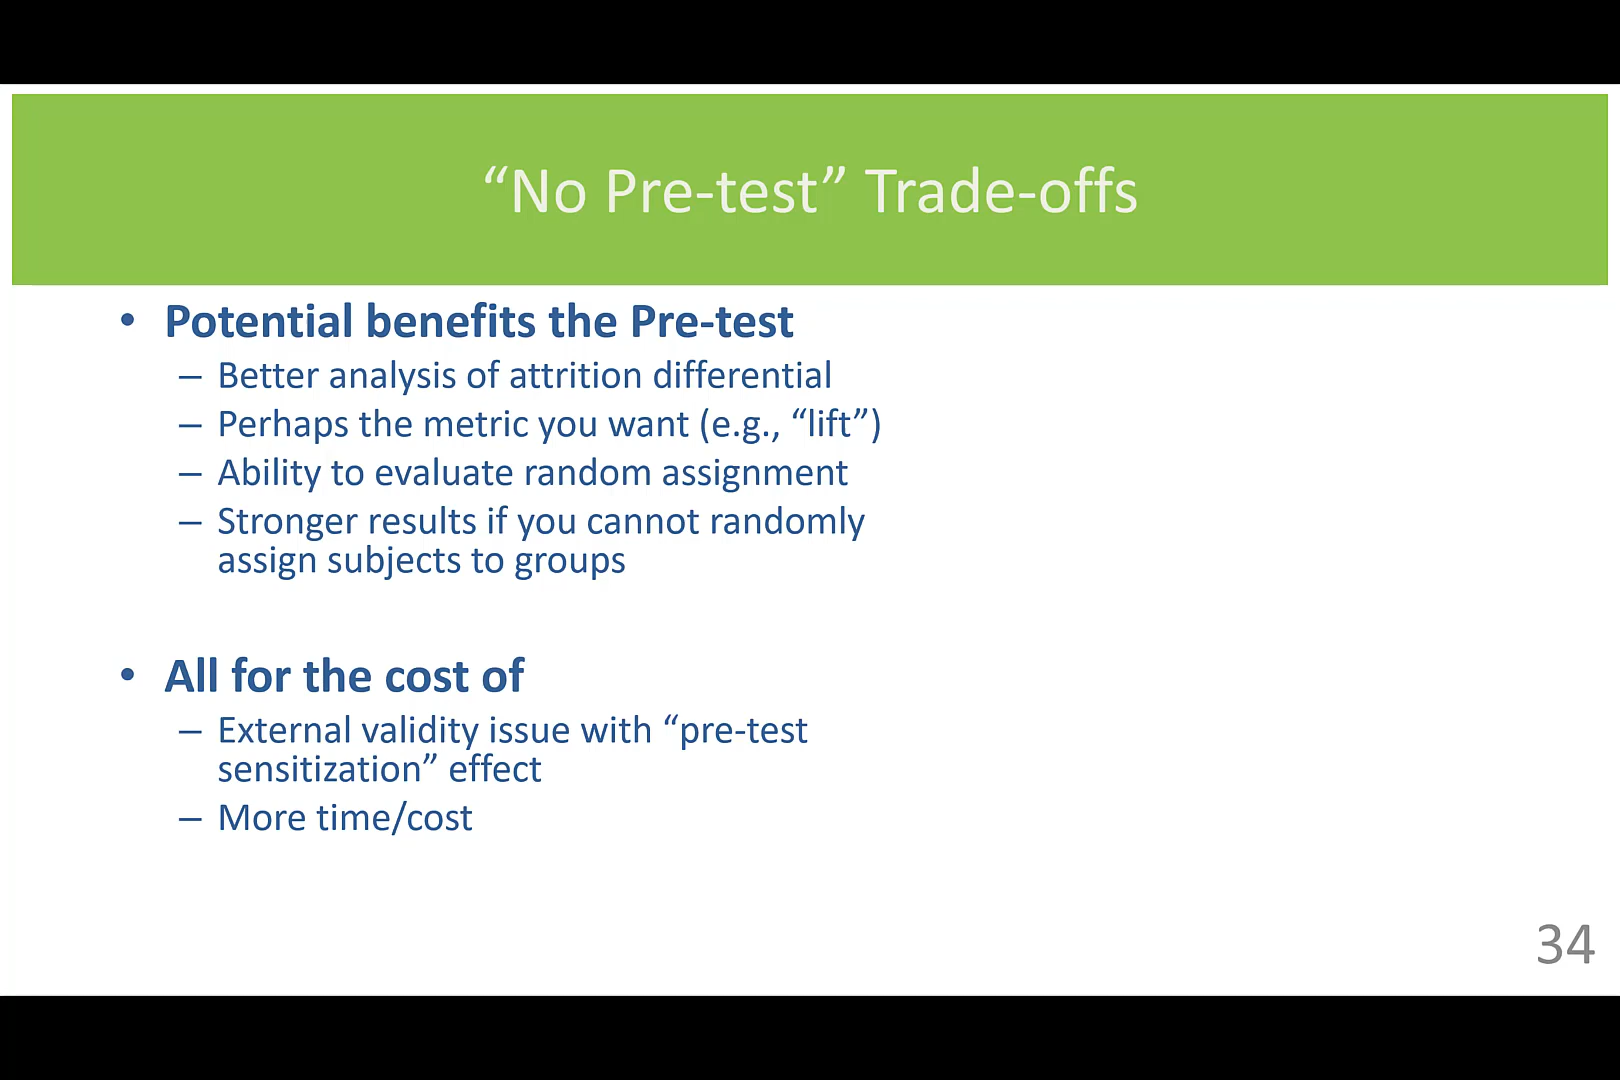 “No Pre-test” Trade-offs
• Potential benefits the Pre-test
– Better analysis of attrition differential
– Perhaps the metric you want (e.g., “lift”)
– Ability to evaluate random assignment
– Stronger results if you cannot randomly
assign subjects to groups
• All for the cost of
– External validity issue with “pre-test
sensitization” effect
– More time/cost
34